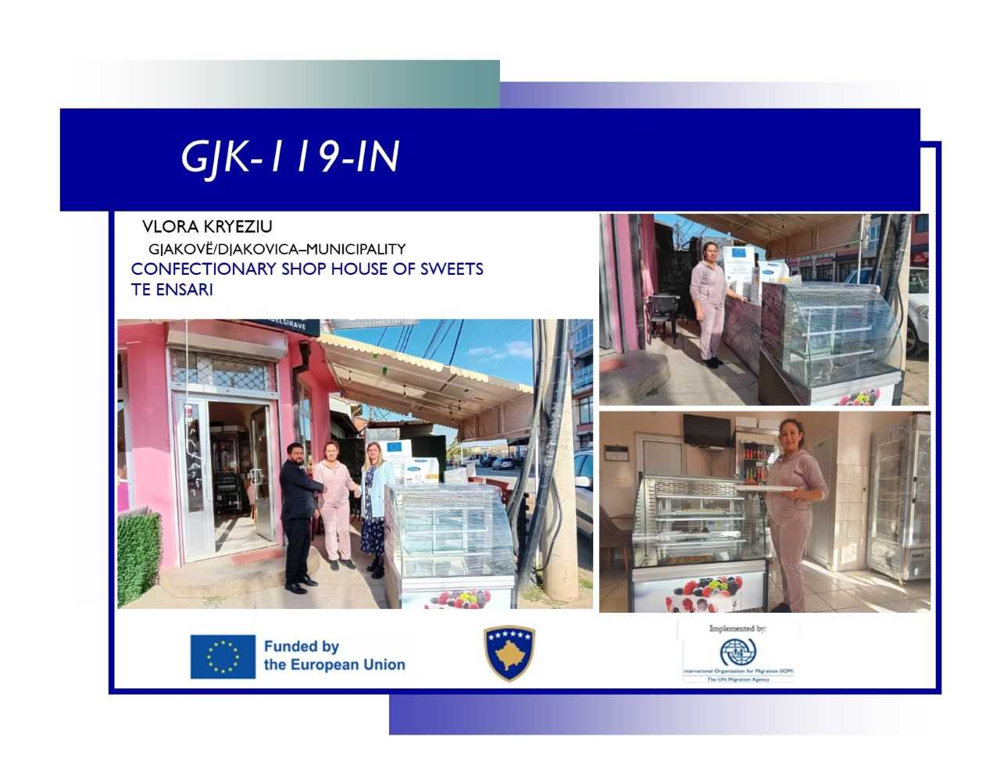 GJK-119-IN
VLORA KRYEZIU
GJAKOVË/DJAKOVICA–MUNICIPALITY
CONFECTIONARY SHOP HOUSE OF SWEETS
TE ENSARI
Funded by
the European Union
Implemented by:
International Organization for Migration (IOM)
The UN Migration Agency